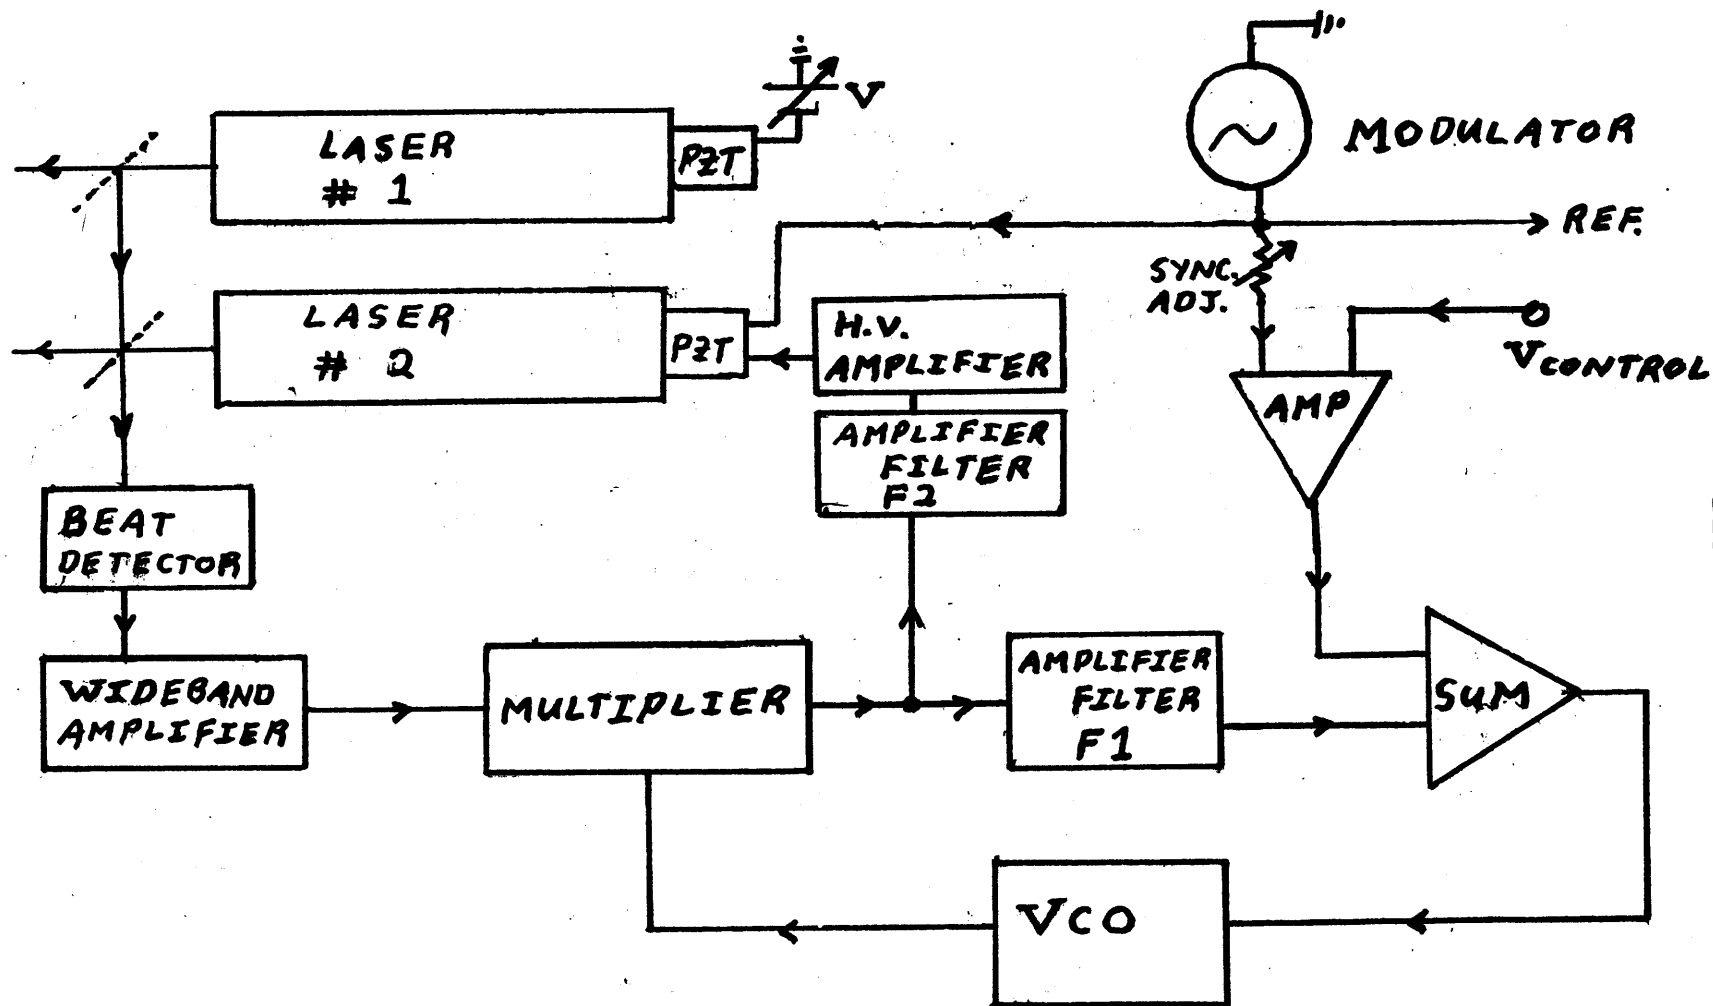 V
MODULATOR
LASER
# 1
PZT
REF.
SYNC.
ADJ.
LASER
# 2
PZT
H.V.
AMPLIFIER
VCONTROL
AMP
AMPLIFIER
FILTER
F2
BEAT
DETECTOR
WIDEBAND
AMPLIFIER
MULTIPLIER
AMPLIFIER
FILTER
F1
SUM
VCO